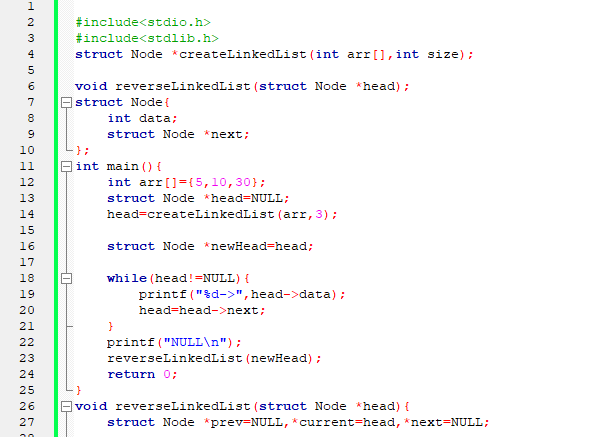 1
2 #include<stdio.h>
3 #include<stdlib.h>
4 struct Node *createLinkedList(int arr[],int size);
5
6 void reverseLinkedList(struct Node *head);
7 struct Node{
8 int data;
9 struct Node *next;
10 };
11 int main(){
12 int arr[]={5,10,30};
13 struct Node *head=NULL;
14 head=createLinkedList(arr,3);
15
16 struct Node *newHead=head;
17
18 while(head!=NULL){
19 printf("%d->",head->data);
20 head=head->next;
21 }
22 printf("NULL\n");
23 reverseLinkedList(newHead);
24 return 0;
25 }
26 void reverseLinkedList(struct Node *head){
27 struct Node *prev=NULL,*current=head,*next=NULL;